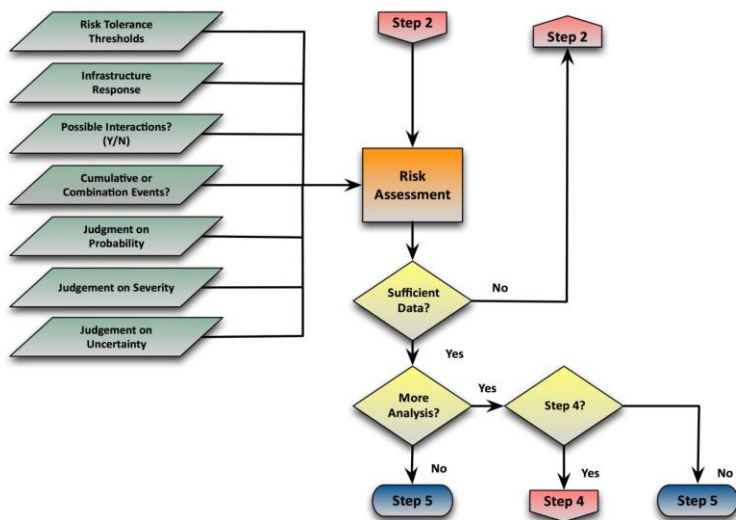 Risk Tolerance
Thresholds
Infrastructure
Response
Possible Interactions?
(Y/N)
Cumulative or
Combination Events?
Judgment on
Probability
Judgement on Severity
Judgement on
Uncertainty
Step 2
Step 2
Risk
Assessment
Sufficient
Data?
No
Yes
More
Analysis?
Yes
Step 4?
No
Yes
No
Step 5
Step 4
Step 5